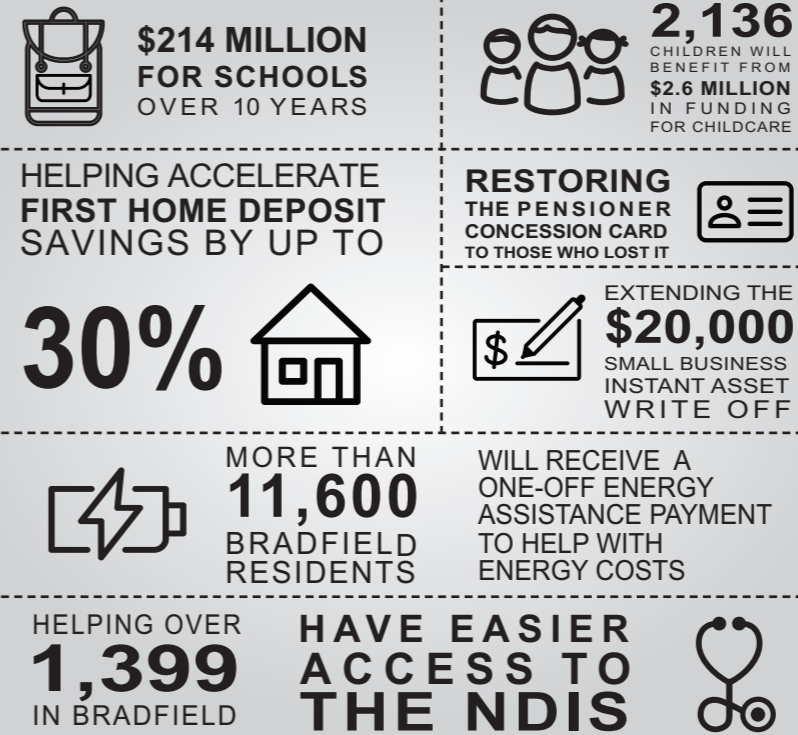 $214 MILLION
FOR SCHOOLS
OVER 10 YEARS
2,136
CHILDREN WILL
BENEFIT FROM
$2.6 MILLION
IN FUNDING
FOR CHILDCARE
HELPING ACCELERATE
FIRST HOME DEPOSIT
SAVINGS BY UP TO
30%
RESTORING
THE PENSIONER
CONCESSION CARD
TO THOSE WHO LOST IT
$
EXTENDING THE
$20,000
SMALL BUSINESS
INSTANT ASSET
WRITE OFF
MORE THAN
11,600
BRADFIELD
RESIDENTS
WILL RECEIVE A
ONE-OFF ENERGY
ASSISTANCE PAYMENT
TO HELP WITH
ENERGY COSTS
HELPING OVER
1,399
IN BRADFIELD
HAVE EASIER
ACCESS TO
THE NDIS